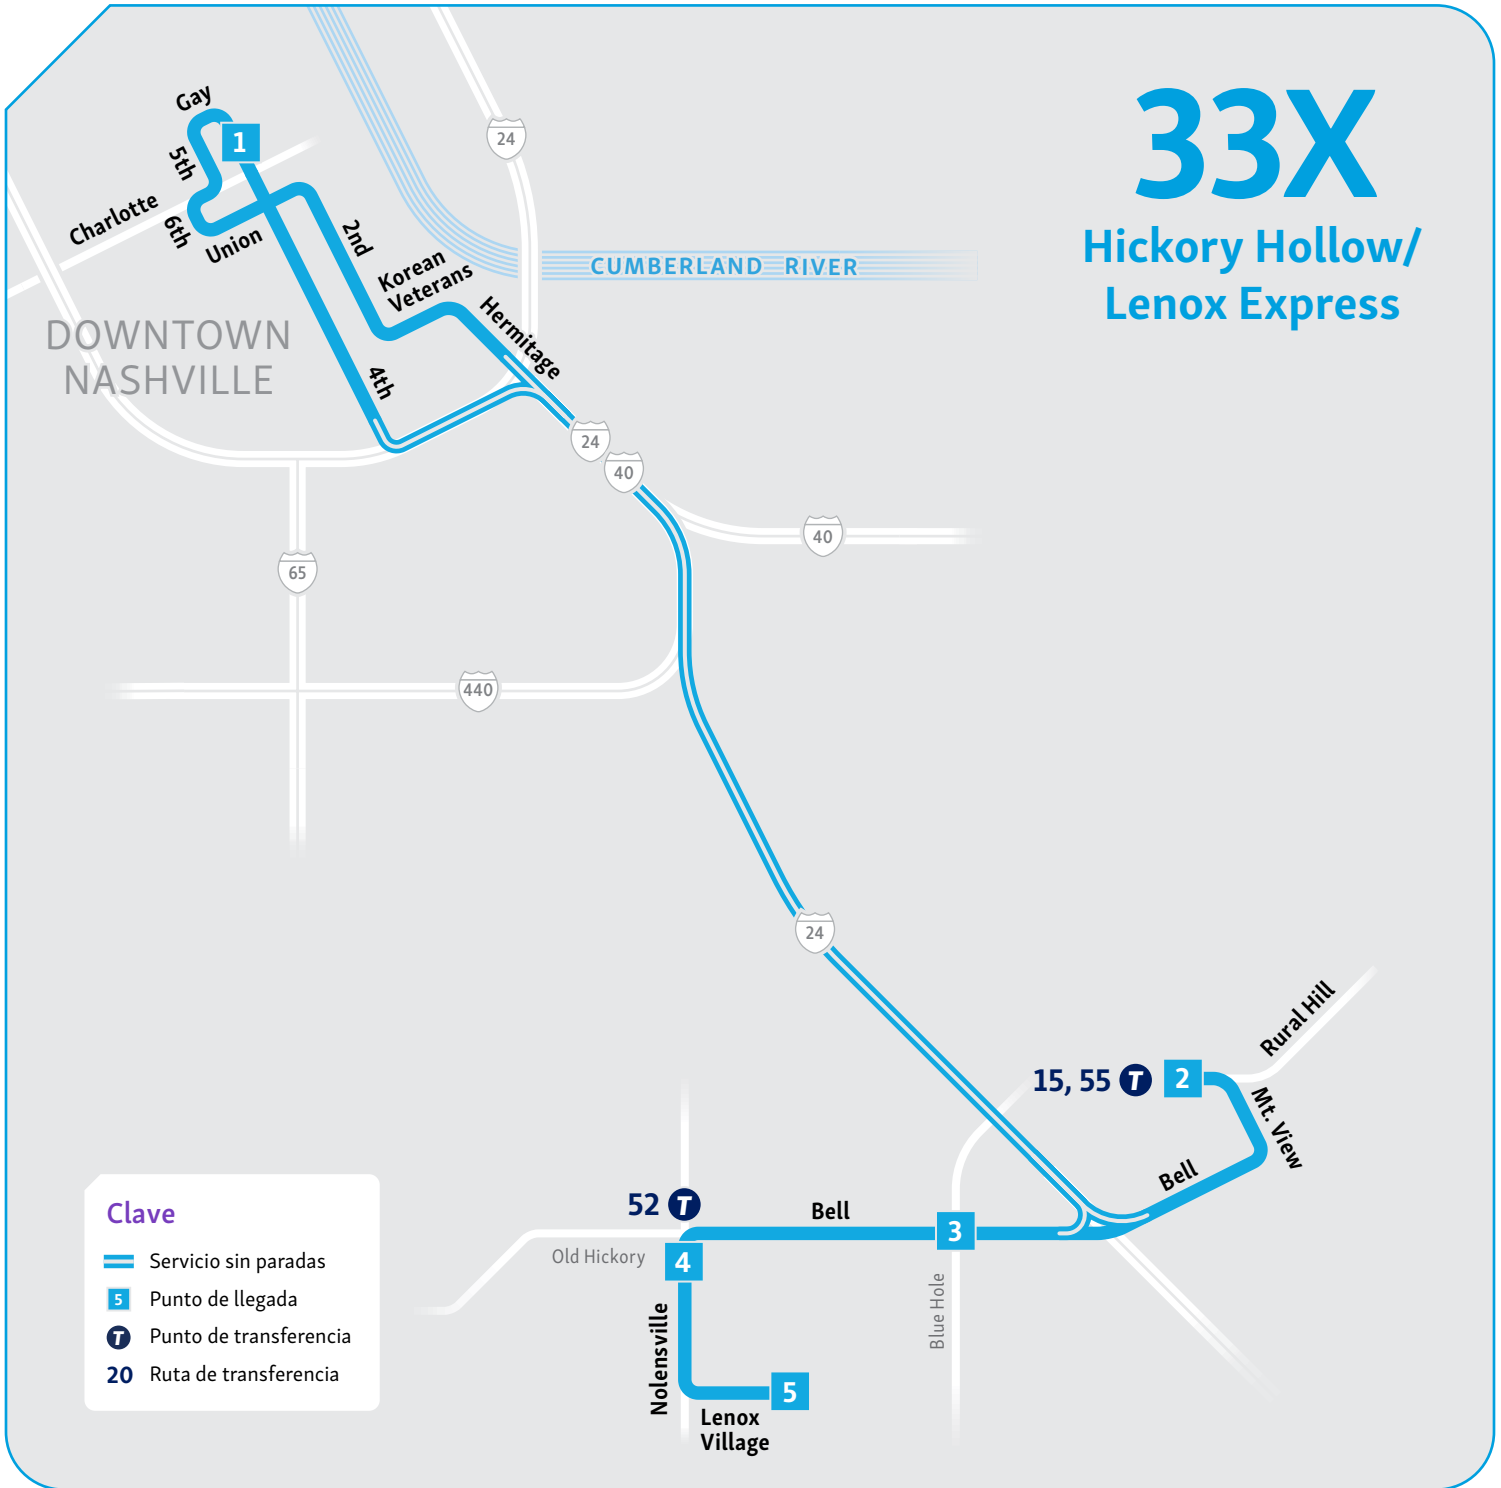 33X
Hickory Hollow/
Lenox Express
Gay
1
5th
Charlotte
6th
Union
2nd
Korean
Veterans
Hermitage
4th
24
CUMBERLAND RIVER
DOWNTOWN
NASHVILLE
24
40
40
65
440
24
Rural Hill
15, 55 T
2
Mt. View
Bell
52 T
Bell
3
Old Hickory
4
Blue Hole
Nolensville
5
Lenox
Village
Clave
Servicio sin paradas
5 Punto de llegada
T Punto de transferencia
20 Ruta de transferencia